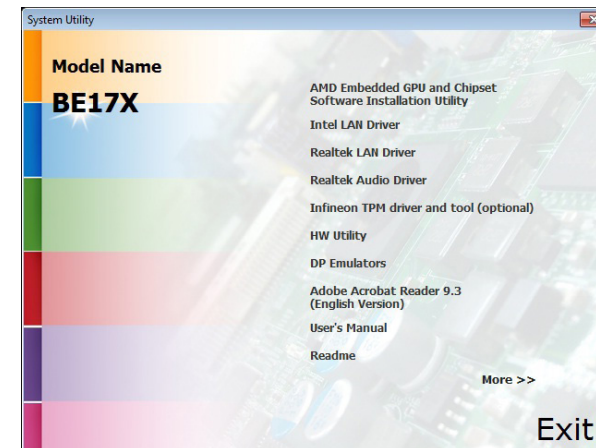 System Utility
Model Name
BE17X
AMD Embedded GPU and Chipset
Software Installation Utility
Intel LAN Driver
Realtek LAN Driver
Realtek Audio Driver
Infineon TPM driver and tool (optional)
HW Utility
DP Emulators
Adobe Acrobat Reader 9.3
(English Version)
User's Manual
Readme
More >>
Exit